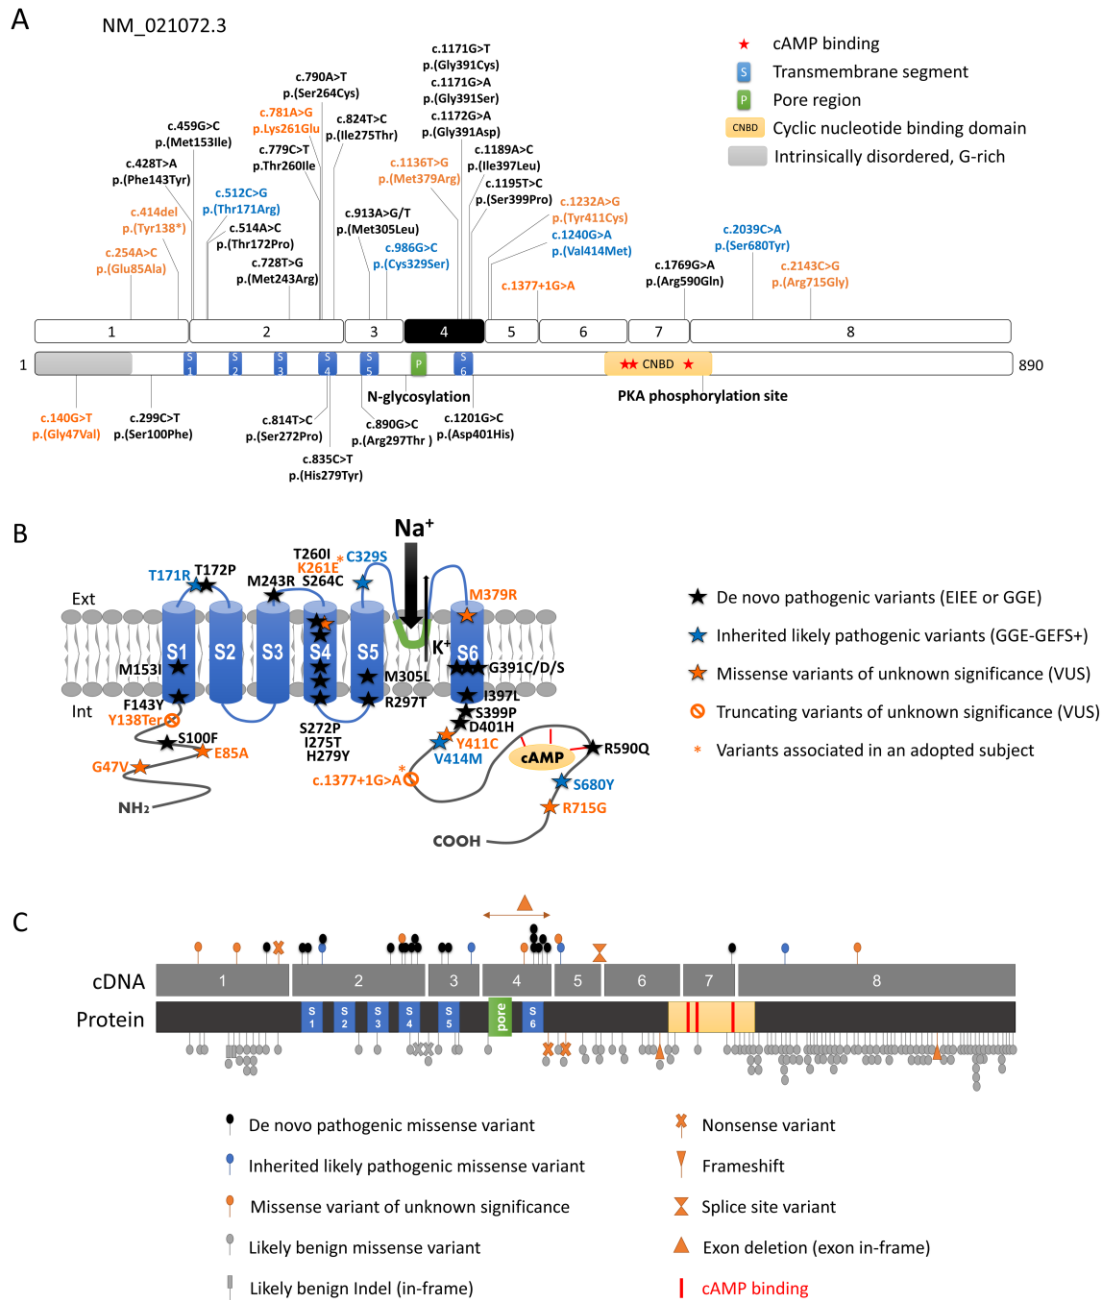 A
NM_021072.3
cAMP binding
S Transmembrane segment
P Pore region
CNBD Cyclic nucleotide binding domain
Intrinsically disordered, G-rich
c.1171G>T
p.(Gly391Cys)
c.1171G>A
p.(Gly391Ser)
c.1172G>A
p.(Gly391Asp)
c.1189A>C
p.(Ile397Leu)
c.1195T>C
p.(Ser399Pro)
c.790A>T
p.(Ser264Cys)
c.781A>G
p.Lys261Glu
c.824T>C
p.(Ile275Thr)
c.779C>T
p.Thr260Ile
c.459G>C
p.(Met153Ile)
c.428T>A
p.(Phe143Tyr)
c.512C>G
p.(Thr171Arg)
c.1136T>G
p.(Met379Arg)
c.414del
p.(Tyr138*)
c.514A>C
p.(Thr172Pro)
c.913A>G/T
p.(Met305Leu)
c.1232A>G
p.(Tyr411Cys)
c.254A>C
p.(Glu85Ala)
c.728T>G
p.(Met243Arg)
c.986G>C
p.(Cys329Ser)
c.1240G>A
p.(Val414Met)
c.2039C>A
p.(Ser680Tyr)
c.1377+1G>A
c.1769G>A
p.(Arg590Gln)
c.2143C>G
p.(Arg715Gly)
1 2 3 4 5 6 7 8
1 S1 S2 S3 S4 S5 P S6 CNBD 890
N-glycosylation
PKA phosphorylation site
c.140G>T
p.(Gly47Val)
c.299C>T
p.(Ser100Phe)
c.814T>C
p.(Ser272Pro)
c.890G>C
p.(Arg297Thr )
c.1201G>C
p.(Asp401His)
c.835C>T
p.(His279Tyr)
B
Na+
T260I
K261E*
S264C
C329S
T171R
T172P
M243R
M379R
Ext
K+
S1 S2 S3 S4 S5 S6
M153I
M305L
G391C/D/S
Int
F143Y
R297T
I397L
Y138Ter
S399P
D401H
S272P
I275T
H279Y
S100F
E85A
Y411C
V414M
R590Q
cAMP
G47V
c.1377+1G>A
*
S680Y
NH2
R715G
COOH
De novo pathogenic variants (EIEE or GGE)
Inherited likely pathogenic variants (GGE-GEFS+)
Missense variants of unknown significance (VUS)
Truncating variants of unknown significance (VUS)
* Variants associated in an adopted subject
C
cDNA 1 2 3 4 5 6 7 8
Protein S1 S2 S3 S4 S5 pore S6
De novo pathogenic missense variant
Inherited likely pathogenic missense variant
Missense variant of unknown significance
Likely benign missense variant
Likely benign Indel (in-frame)
Nonsense variant
Frameshift
Splice site variant
Exon deletion (exon in-frame)
cAMP binding